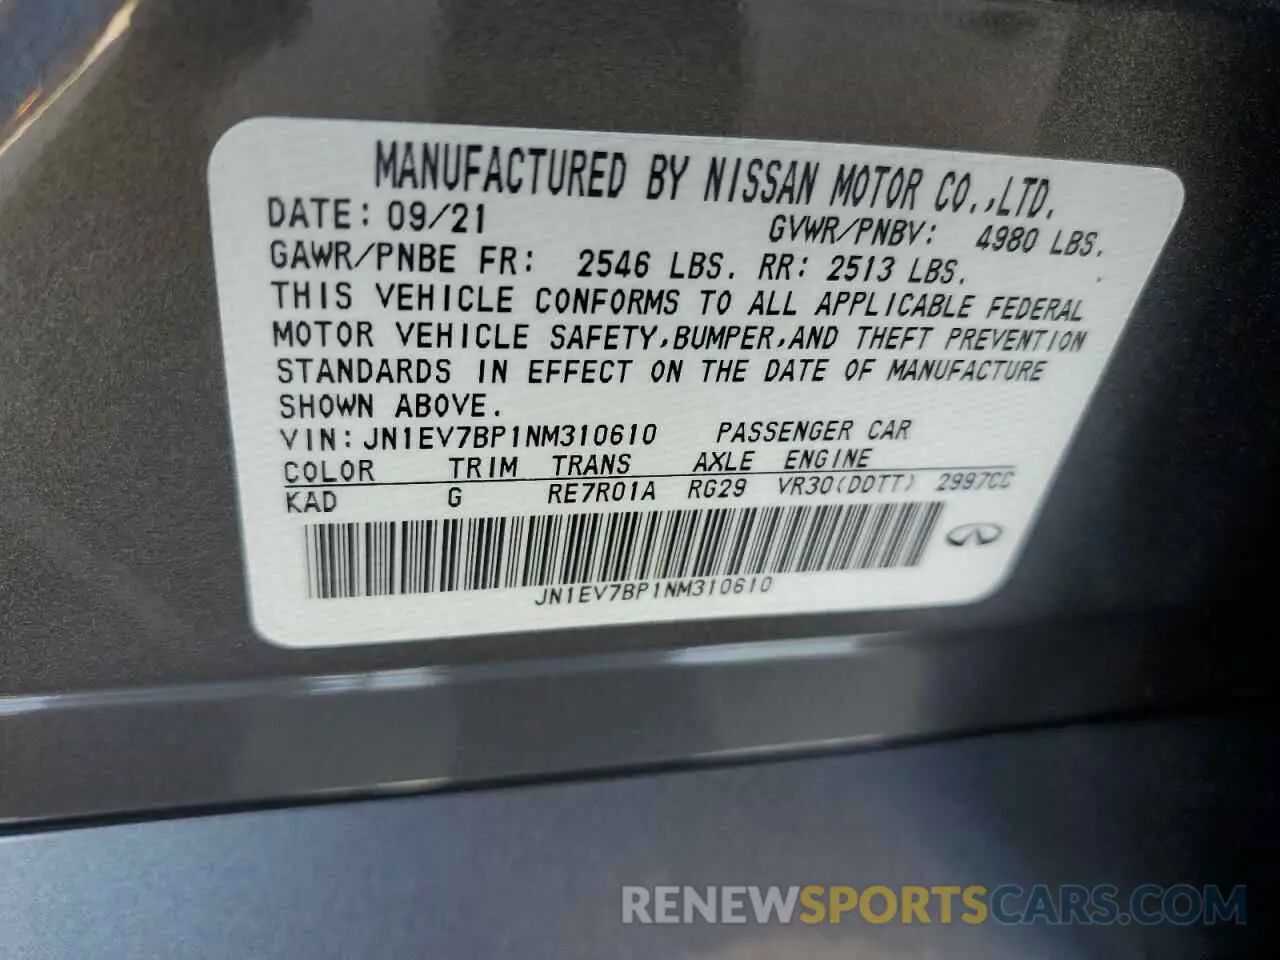 MANUFACTURED BY NISSAN MOTOR CO.,LTD.
DATE: 09/21 GVWR/PNBV: 4980 LBS.
GAWR/PNBE FR: 2546 LBS. RR: 2513 LBS.
THIS VEHICLE CONFORMS TO ALL APPLICABLE FEDERAL
MOTOR VEHICLE SAFETY,BUMPER,AND THEFT PREVENTION
STANDARDS IN EFFECT ON THE DATE OF MANUFACTURE
SHOWN ABOVE.
VIN: JN1EV7BP1NM310610 PASSENGER CAR
COLOR TRIM TRANS AXLE ENGINE
KAD G RE7R01A RG29 VR30(DDTT) 2997CC
JN1EV7BP1NM310610
RENEWSPORTSCARS.COM